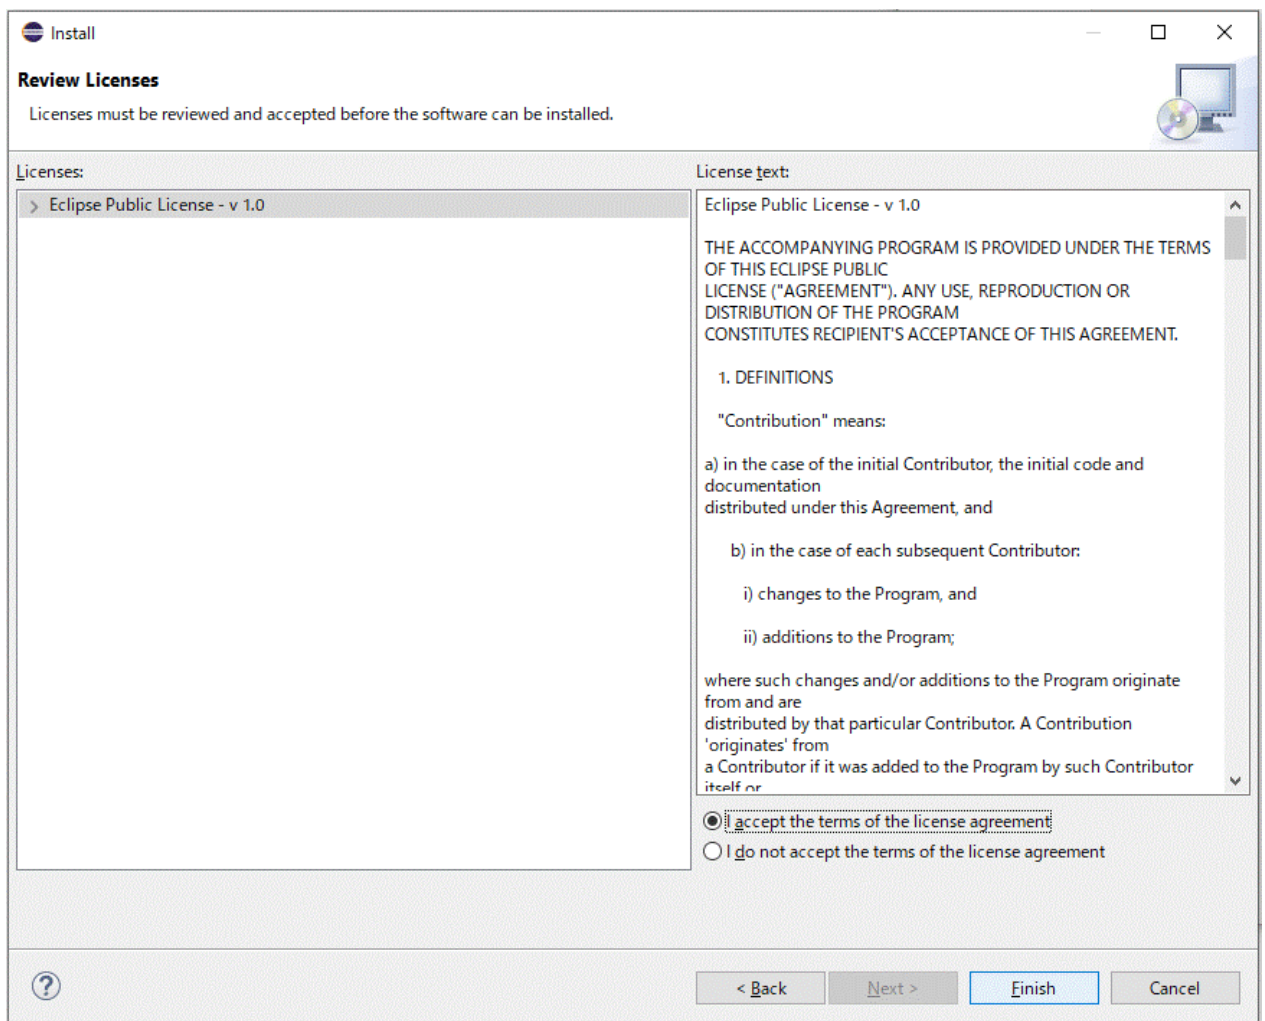 Install
Review Licenses
Licenses must be reviewed and accepted before the software can be installed.
Licenses:
Eclipse Public License - v 1.0
License text:
Eclipse Public License - v 1.0
THE ACCOMPANYING PROGRAM IS PROVIDED UNDER THE TERMS
OF THIS ECLIPSE PUBLIC
LICENSE ("AGREEMENT"). ANY USE, REPRODUCTION OR
DISTRIBUTION OF THE PROGRAM
CONSTITUTES RECIPIENT'S ACCEPTANCE OF THIS AGREEMENT.
1. DEFINITIONS
"Contribution" means:
a) in the case of the initial Contributor, the initial code and
documentation
distributed under this Agreement, and
b) in the case of each subsequent Contributor:
i) changes to the Program, and
ii) additions to the Program;
where such changes and/or additions to the Program originate
from and are
distributed by that particular Contributor. A Contribution
'originates' from
a Contributor if it was added to the Program by such Contributor
itself or
I accept the terms of the license agreement
I do not accept the terms of the license agreement
< Back
Next >
Finish
Cancel